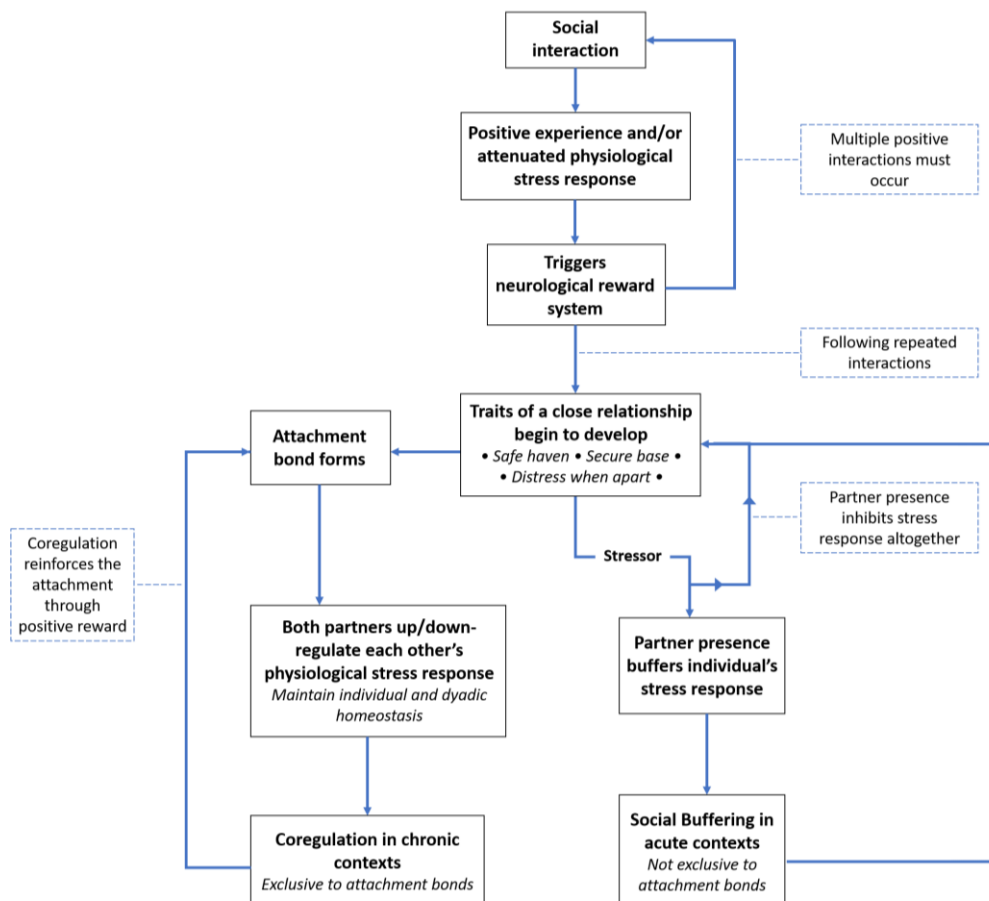 Social
interaction
Positive experience and/or
attenuated physiological
stress response
Multiple positive
interactions must
occur
Triggers
neurological reward
system
Following repeated
interactions
Traits of a close relationship
begin to develop
• Safe haven • Secure base •
• Distress when apart •
Attachment
bond forms
Partner presence
inhibits stress
response altogether
Coregulation
reinforces the
attachment
through
positive reward
Stressor
Both partners up/down-
regulate each other's
physiological stress response
Maintain individual and dyadic
homeostasis
Partner presence
buffers individual's
stress response
Coregulation in chronic
contexts
Exclusive to attachment bonds
Social Buffering in
acute contexts
Not exclusive to
attachment bonds